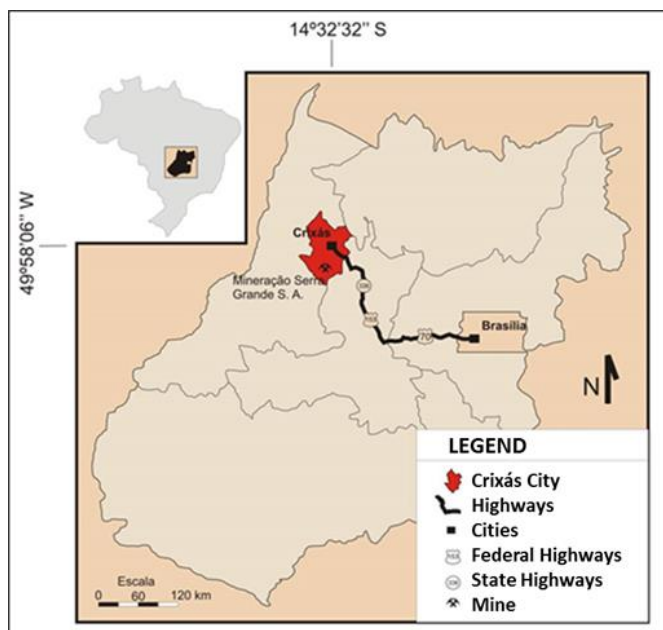 14º32'32'' S
49º58'06'' W
Crixás
Mineração Serra
Grande S. A.
Brasília
70
N
LEGEND
Crixás City
Highways
Cities
Federal Highways
State Highways
Mine
Escala
0 60 120 km